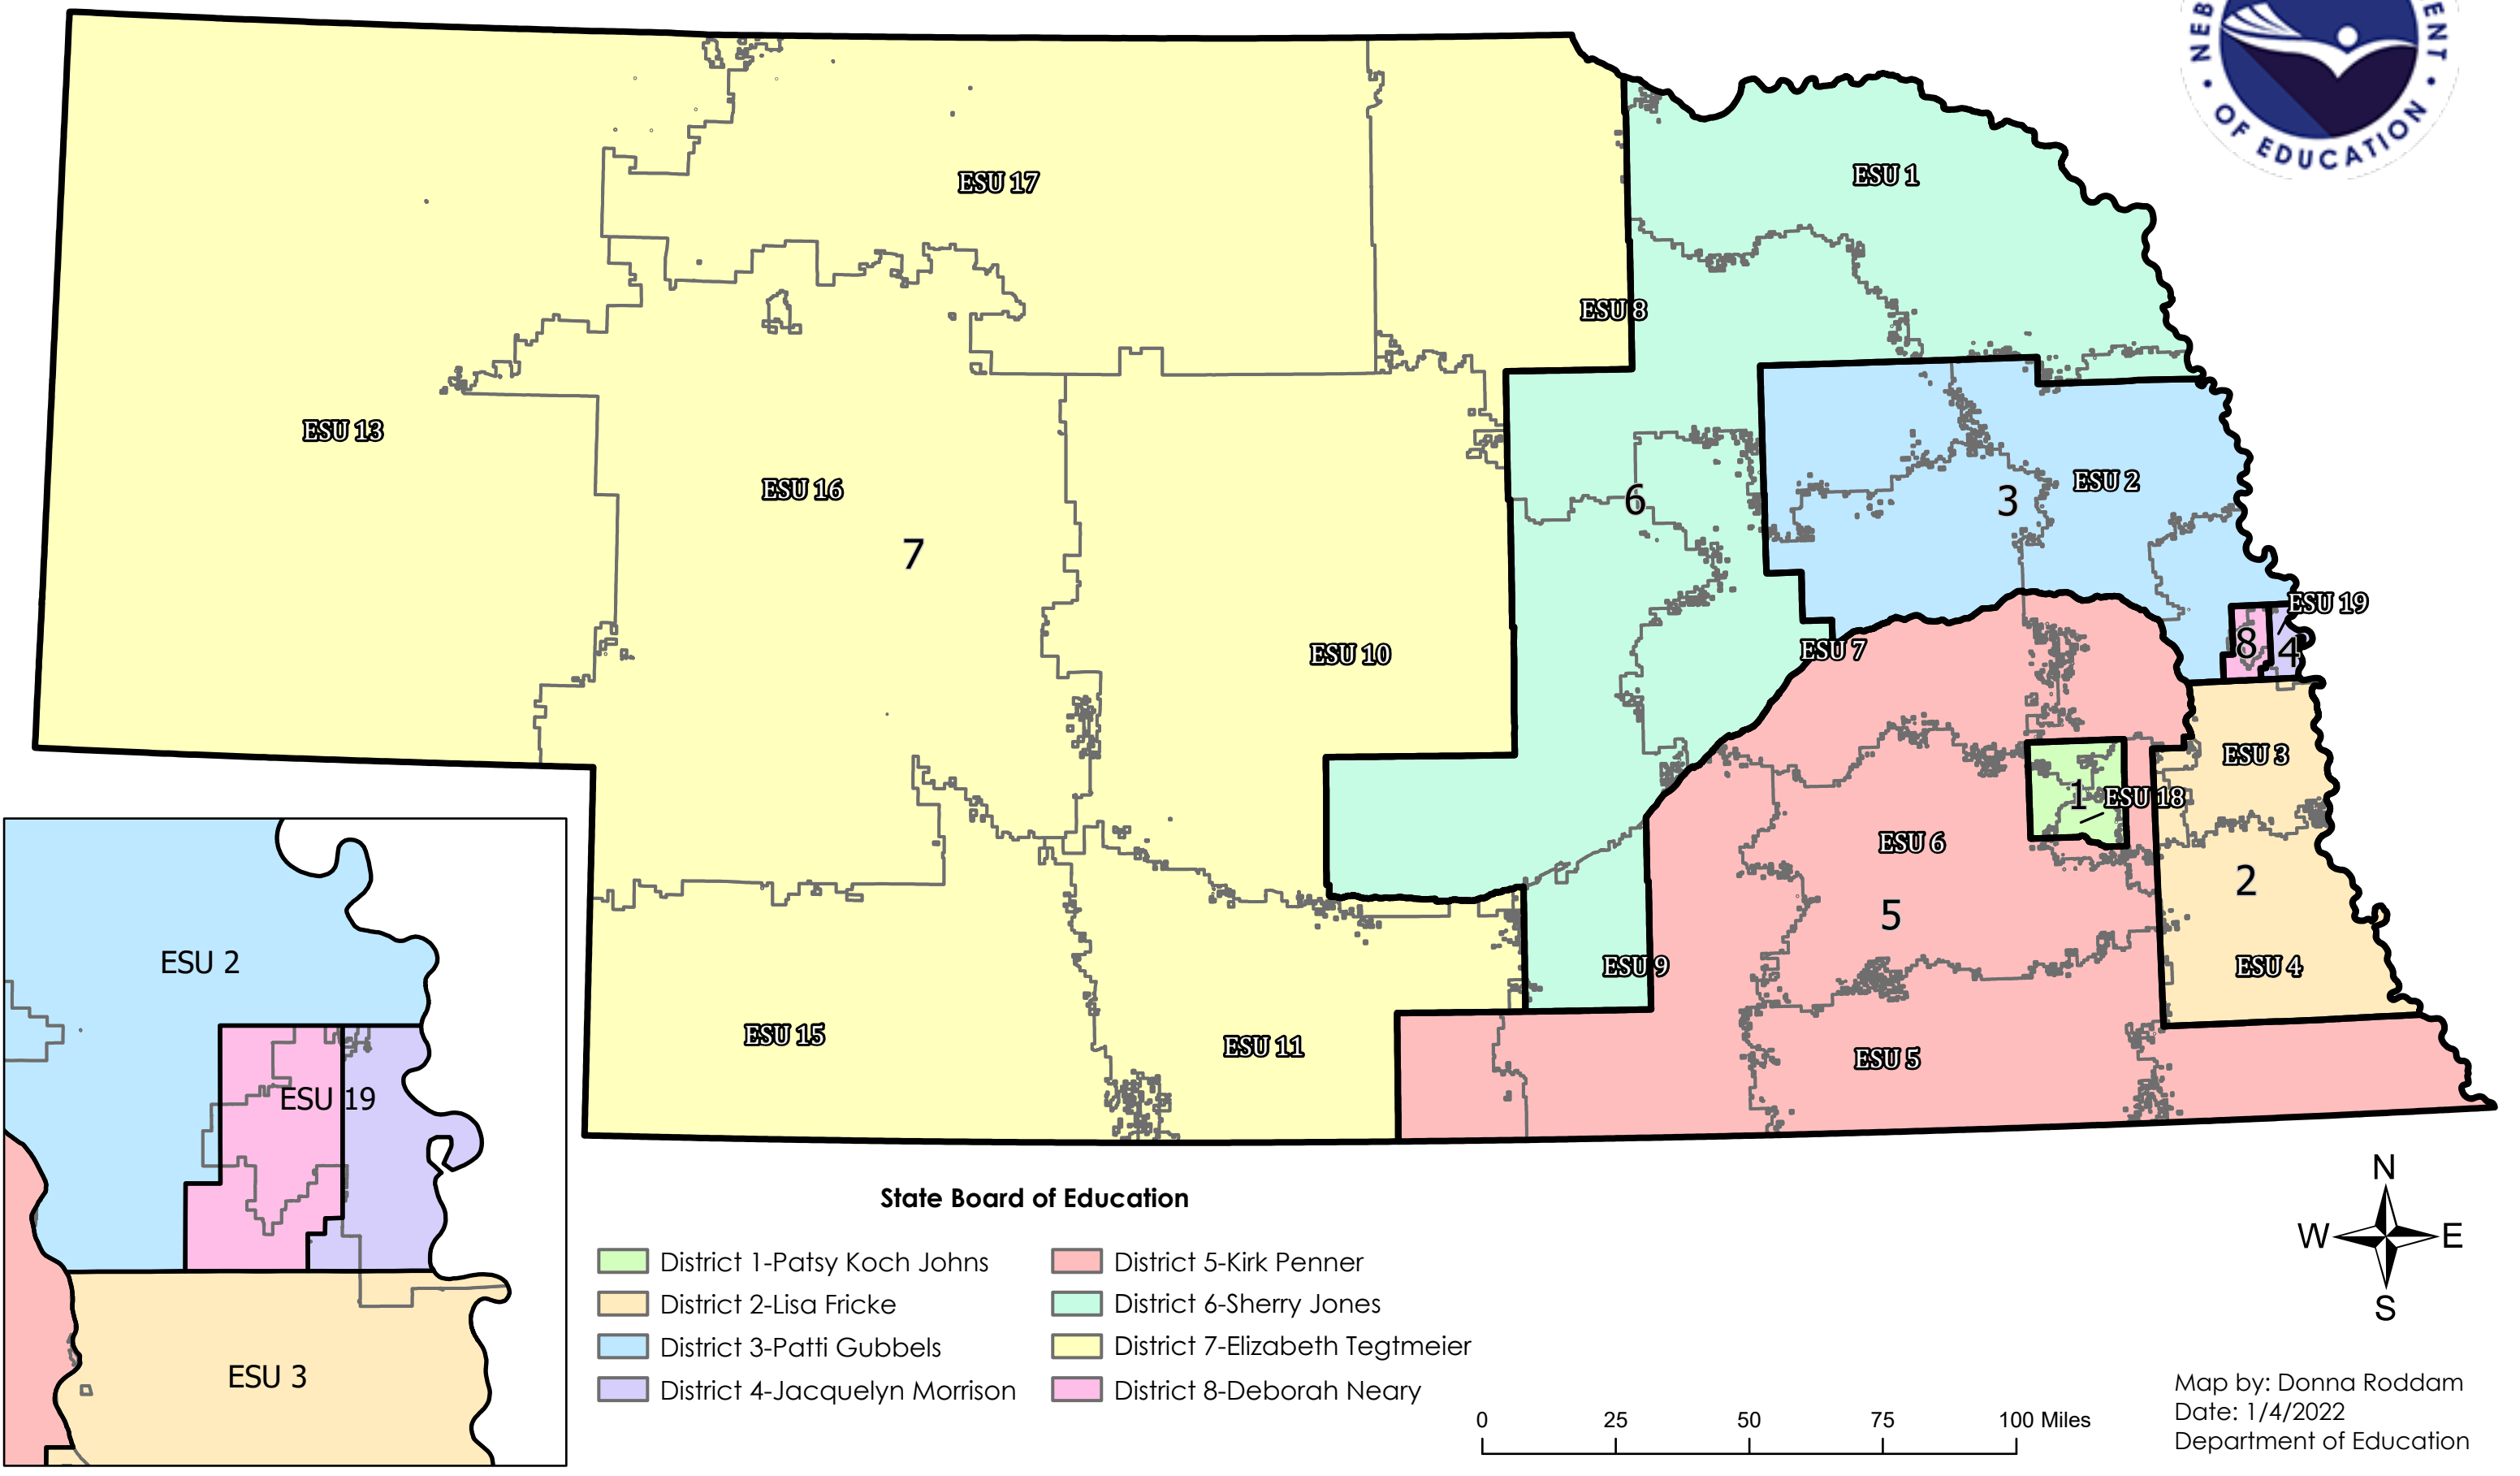 NEB ENT
• OF EDUCATION •
ESU 17
ESU 1
ESU 8
ESU 13
ESU 16
ESU 2
6
3
7
ESU 19
ESU 10
ESU 7
8
4
ESU 3
1
ESU 18
ESU 6
2
5
ESU 9
ESU 4
ESU 15
ESU 11
ESU 5
ESU 2
ESU 19
ESU 3
State Board of Education
District 1-Patsy Koch Johns
District 2-Lisa Fricke
District 3-Patti Gubbels
District 4-Jacquelyn Morrison
District 5-Kirk Penner
District 6-Sherry Jones
District 7-Elizabeth Tegtmeier
District 8-Deborah Neary
N
W E
S
0 25 50 75 100 Miles
Map by: Donna Roddam
Date: 1/4/2022
Department of Education